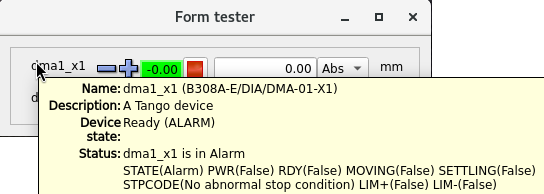 Form tester
dma1_x1 -0.00 0.00 Abs mm
d
Name: dma1_x1 (B308A-E/DIA/DMA-01-X1)
Description: A Tango device
Device Ready (ALARM)
state:
Status: dma1_x1 is in Alarm
STATE(Alarm) PWR(False) RDY(False) MOVING(False) SETTLING(False)
STPCODE(No abnormal stop condition) LIM+(False) LIM-(False)